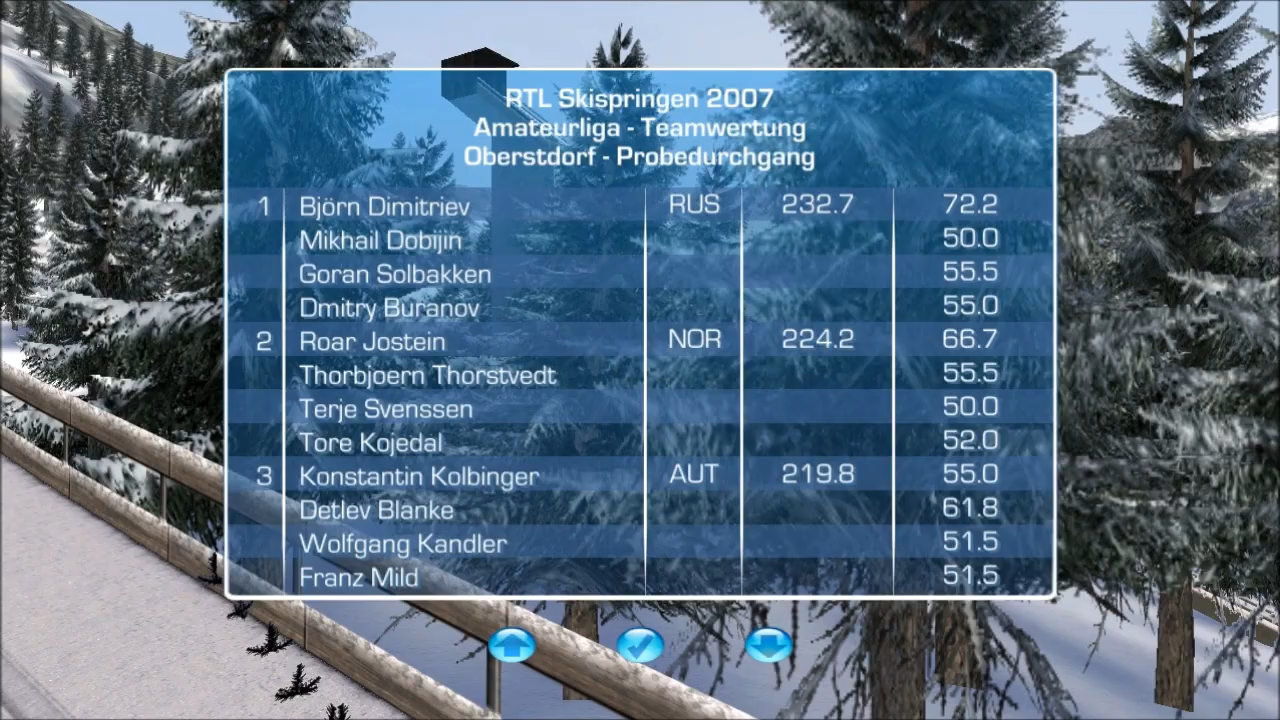 RTL Skispringen 2007
Amateurliga - Teamwertung
Oberstdorf - Probedurchgang
1 Björn Dimitriev RUS 232.7 72.2
Mikhail Dobijin 50.0
Goran Solbakken 55.5
Dmitry Buranov 55.0
2 Roar Jostein NOR 224.2 66.7
Thorbjoern Thorstvedt 55.5
Terje Svenssen 50.0
Tore Kojedal 52.0
3 Konstantin Kolbinger AUT 219.8 55.0
Detlev Blanke 61.8
Wolfgang Kandler 51.5
Franz Mild 51.5